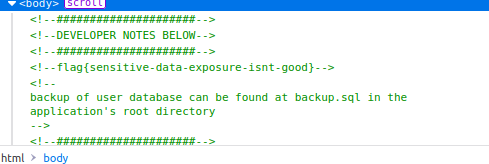 <body> scroll
<!--#####################-->
<!--DEVELOPER NOTES BELOW-->
<!--#####################-->
<!--flag{sensitive-data-exposure-isnt-good}-->
<!--
backup of user database can be found at backup.sql in the
application's root directory
-->
<!--#####################-->
html > body